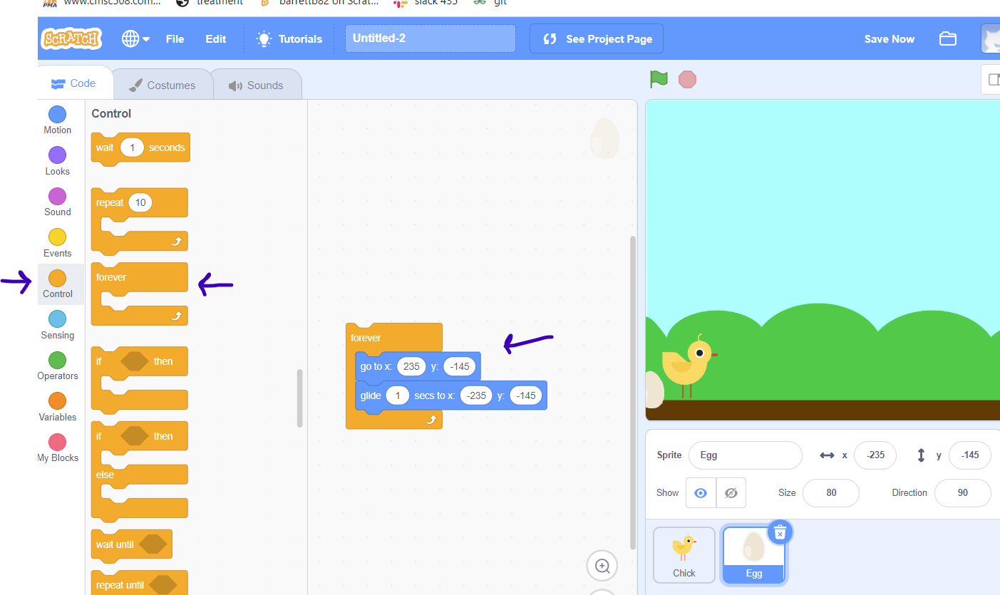 PMA www.cmsc508.com... treatment barrettb82 on Scrat... slack 435 git
SCRATCH File Edit Tutorials Untitled-2 See Project Page Save Now
Code Costumes Sounds
Motion
Looks
Sound
Events
Control
Sensing
Operators
Variables
My Blocks
Control
wait 1 seconds
repeat 10
forever
if then
if then
else
wait until
repeat until
forever
go to x: 235 y: -145
glide 1 secs to x: -235 y: -145
Sprite Egg x -235 y -145
Show Size 80 Direction 90
Chick Egg